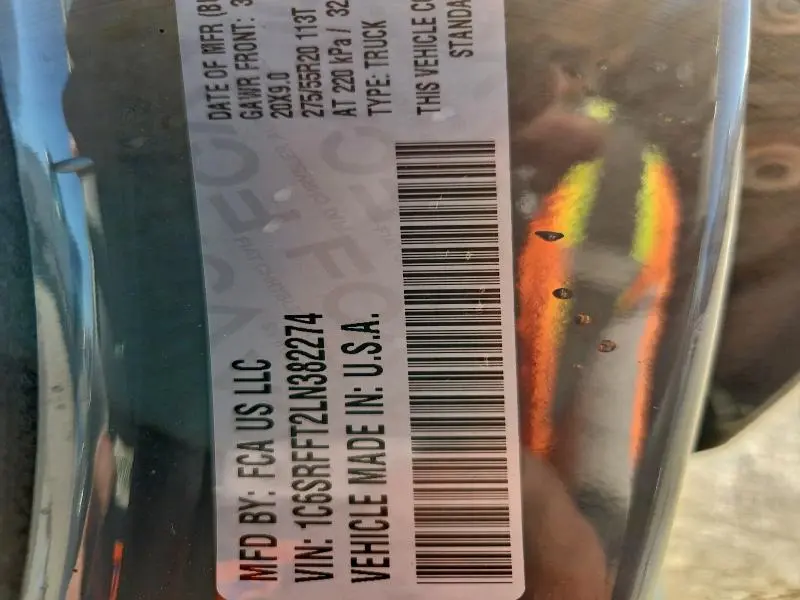 DATE OF MFR
GAWR FRONT:
20X9.0
275/55R20 113T
AT 220 kPa / 32
TYPE: TRUCK
THIS VEHICLE
MFD BY: FCA US LLC
VIN: 1C6SRFFT2LN382274
VEHICLE MADE IN: U.S.A.